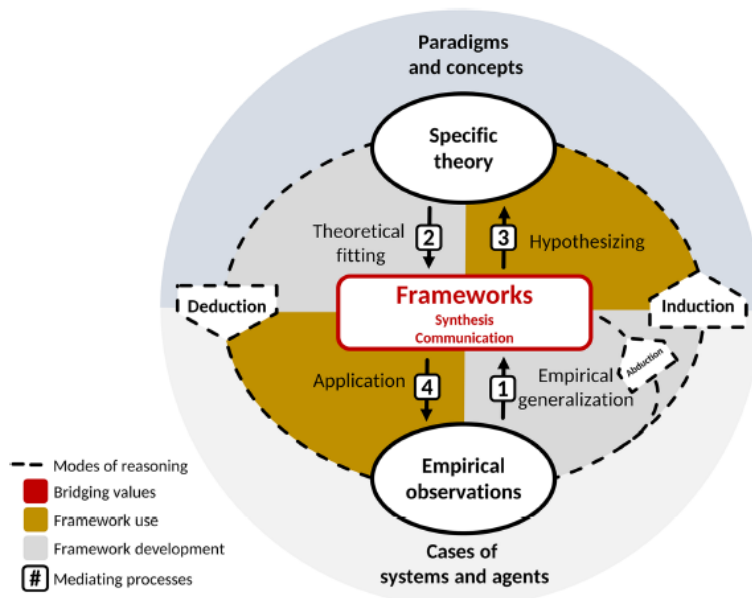 Paradigms
and concepts
Specific
theory
Theoretical
fitting
2
3
Hypothesizing
Deduction
Frameworks
Synthesis
Communication
Induction
Abduction
Application
4
1
Empirical
generalization
Empirical
observations
Cases of
systems and agents
Modes of reasoning
Bridging values
Framework use
Framework development
# Mediating processes